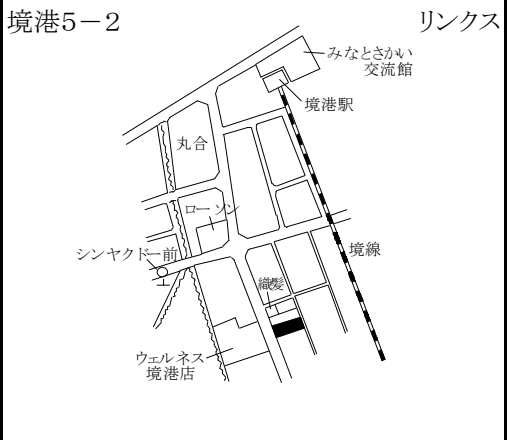 境港5－2
リンクス
みなとさかい
交流館
境港駅
丸合
ローソン
シンヤクドー前
境線
織髪
ウェルネス
境港店